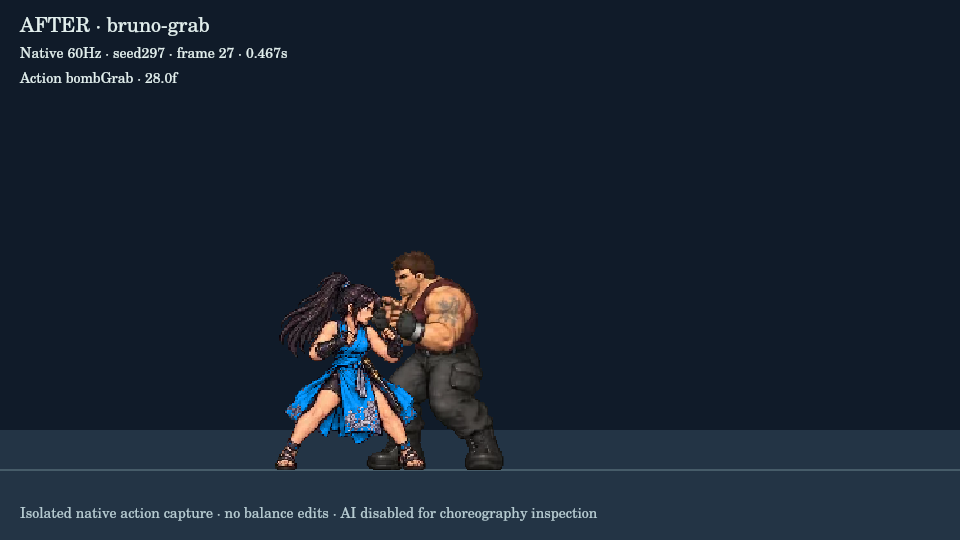 AFTER · bruno-grab
Native 60Hz · seed297 · frame 27 · 0.467s
Action bombGrab · 28.0f
Isolated native action capture · no balance edits · AI disabled for choreography inspection